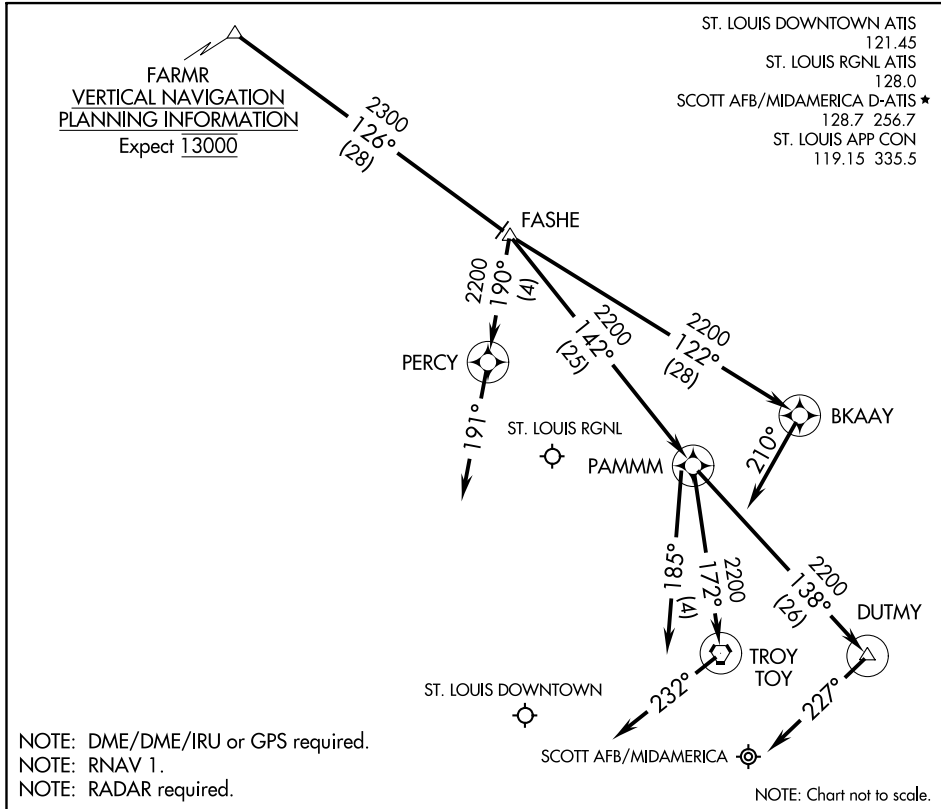 ST. LOUIS DOWNTOWN ATIS
121.45
ST. LOUIS RGNL ATIS
128.0
SCOTT AFB/MIDAMERICA D-ATIS ★
128.7 256.7
ST. LOUIS APP CON
119.15 335.5
FARMR
VERTICAL NAVIGATION
PLANNING INFORMATION
Expect 13000
2300
126°
(28)
FASHE
2200
190°
(4)
2200
142°
(25)
2200
122°
(28)
PERCY
191°
BKAAY
210°
ST. LOUIS RGNL
PAMMM
185°
(4)
2200
172°
2200
138°
(26)
DUTMY
TROY
TOY
232°
227°
ST. LOUIS DOWNTOWN
SCOTT AFB/MIDAMERICA
NOTE: DME/DME/IRU or GPS required.
NOTE: RNAV 1.
NOTE: RADAR required.
NOTE: Chart not to scale.